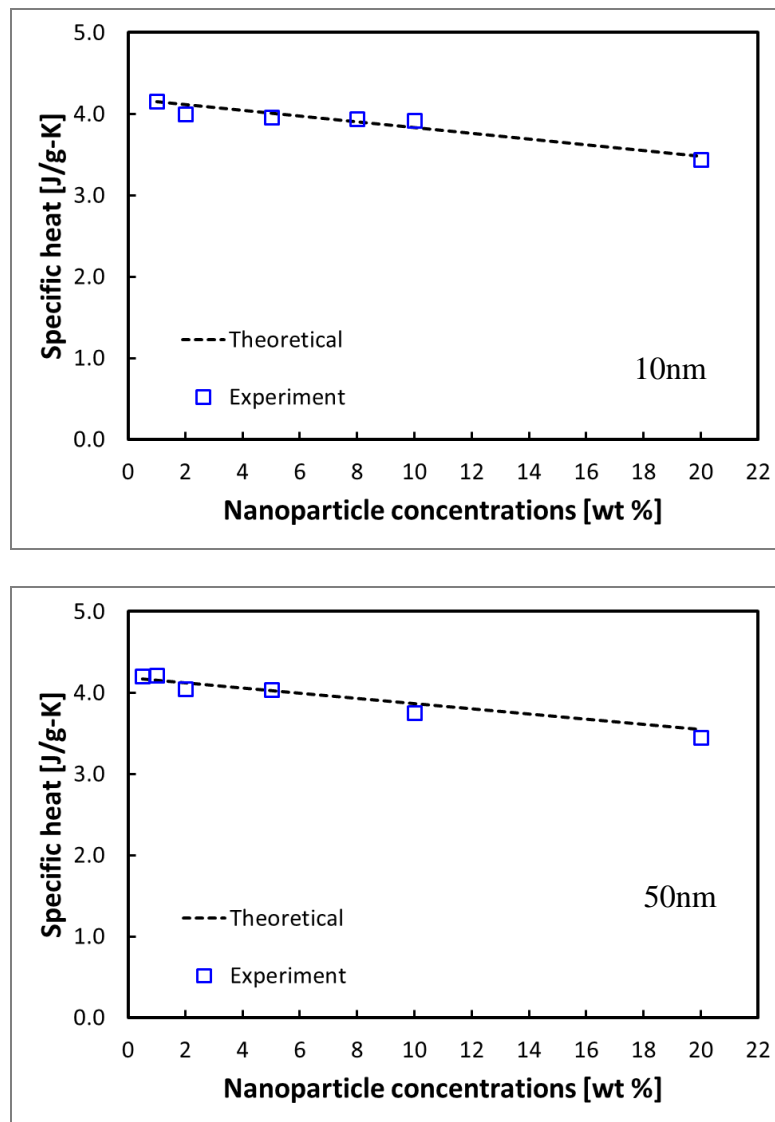 5.0
4.0
3.0
2.0
1.0
0.0
Specific heat [J/g-K]
Theoretical
Experiment
10nm
0 2 4 6 8 10 12 14 16 18 20 22
Nanoparticle concentrations [wt %]
5.0
4.0
3.0
2.0
1.0
0.0
Specific heat [J/g-K]
Theoretical
Experiment
50nm
0 2 4 6 8 10 12 14 16 18 20 22
Nanoparticle concentrations [wt %]